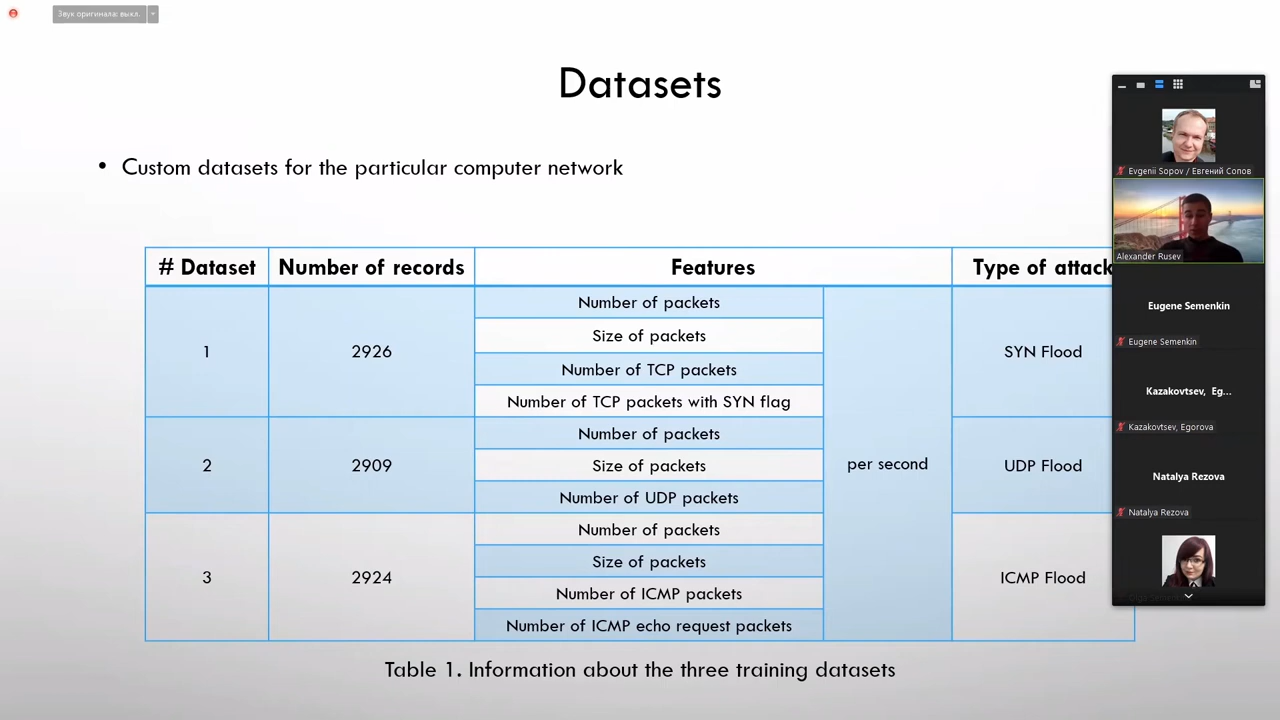 Звук оригинала: выкл.
Datasets
• Custom datasets for the particular computer network
# Dataset
Number of records
Features
Type of attack
1
2926
Number of packets
Size of packets
Number of TCP packets
Number of TCP packets with SYN flag
SYN Flood
2
2909
Number of packets
Size of packets
Number of UDP packets
per second
UDP Flood
3
2924
Number of packets
Size of packets
Number of ICMP packets
Number of ICMP echo request packets
ICMP Flood
Table 1. Information about the three training datasets
Evgenii Sopov / Евгений Сопов
Alexander Rusev
Eugene Semenkin
Eugene Semenkin
Kazakovtsev, Eg...
Kazakovtsev, Egorova
Natalya Rezova
Natalya Rezova